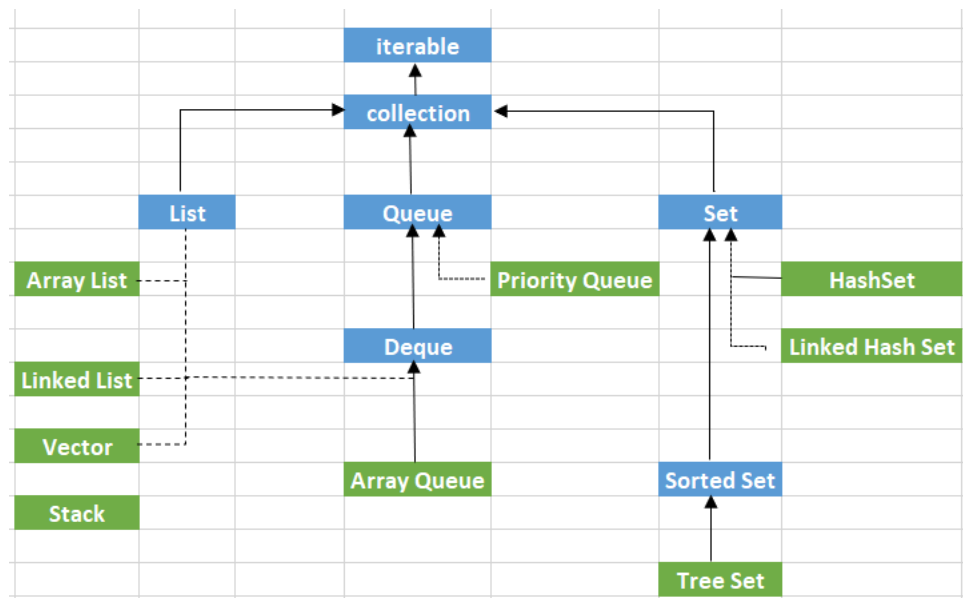 iterable
collection
List
Queue
Set
Array List
Priority Queue
HashSet
Deque
Linked Hash Set
Linked List
Vector
Array Queue
Sorted Set
Stack
Tree Set